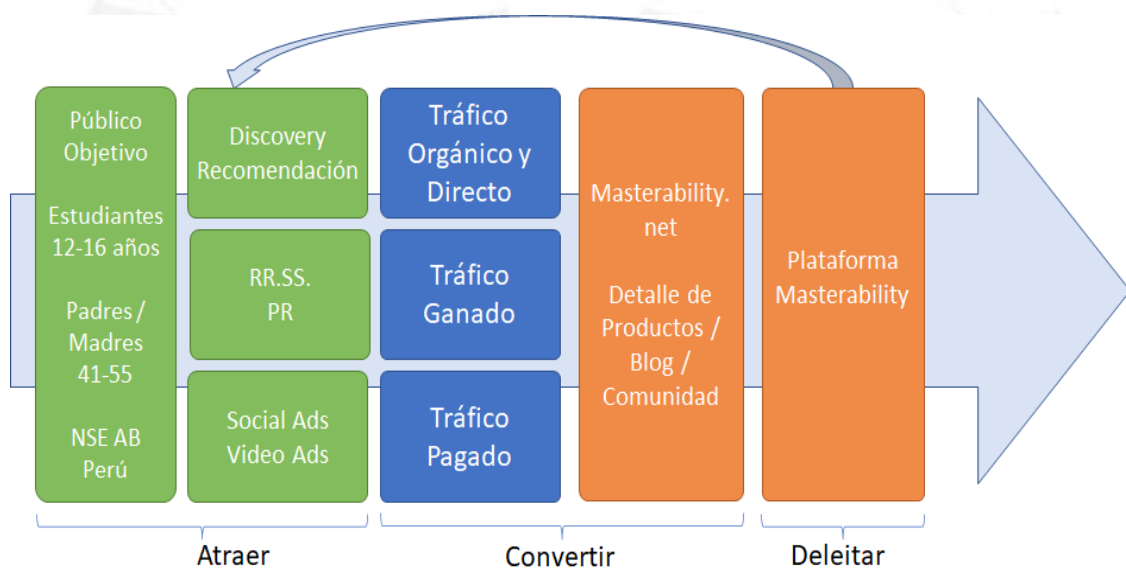 Público
Objetivo
Estudiantes
12-16 años
Padres /
Madres
41-55
NSE AB
Perú
Discovery
Recomendación
RR.SS.
PR
Social Ads
Video Ads
Tráfico
Orgánico y
Directo
Tráfico
Ganado
Tráfico
Pagado
Masterability.
net
Detalle de
Productos /
Blog /
Comunidad
Plataforma
Masterability
Atraer
Convertir
Deleitar